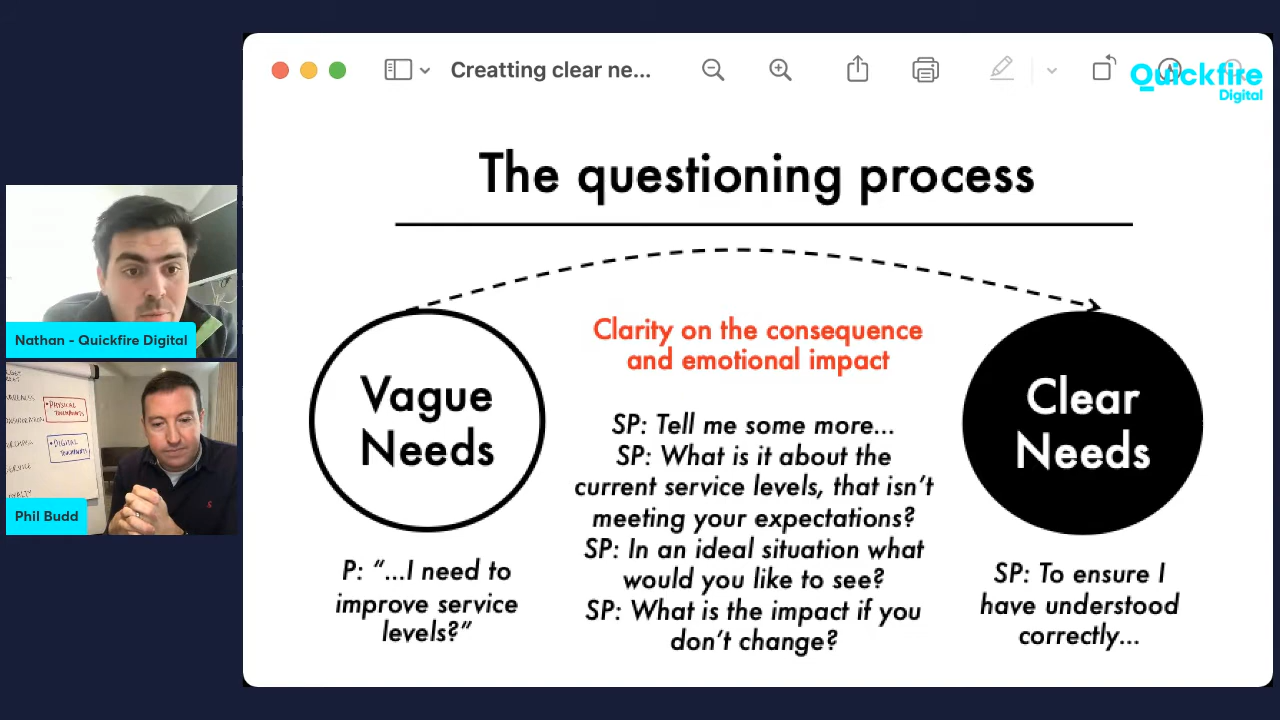 Creatting clear ne...
Quickfire
Digital
The questioning process
Clarity on the consequence
and emotional impact
Vague
Needs
Clear
Needs
SP: Tell me some more...
SP: What is it about the
current service levels, that isn't
meeting your expectations?
SP: In an ideal situation what
would you like to see?
SP: What is the impact if you
don't change?
P: "...I need to
improve service
levels?"
SP: To ensure I
have understood
correctly...
Nathan - Quickfire Digital
• PHYSICAL
TOUCHPOINTS
• DIGITAL
Phil Budd